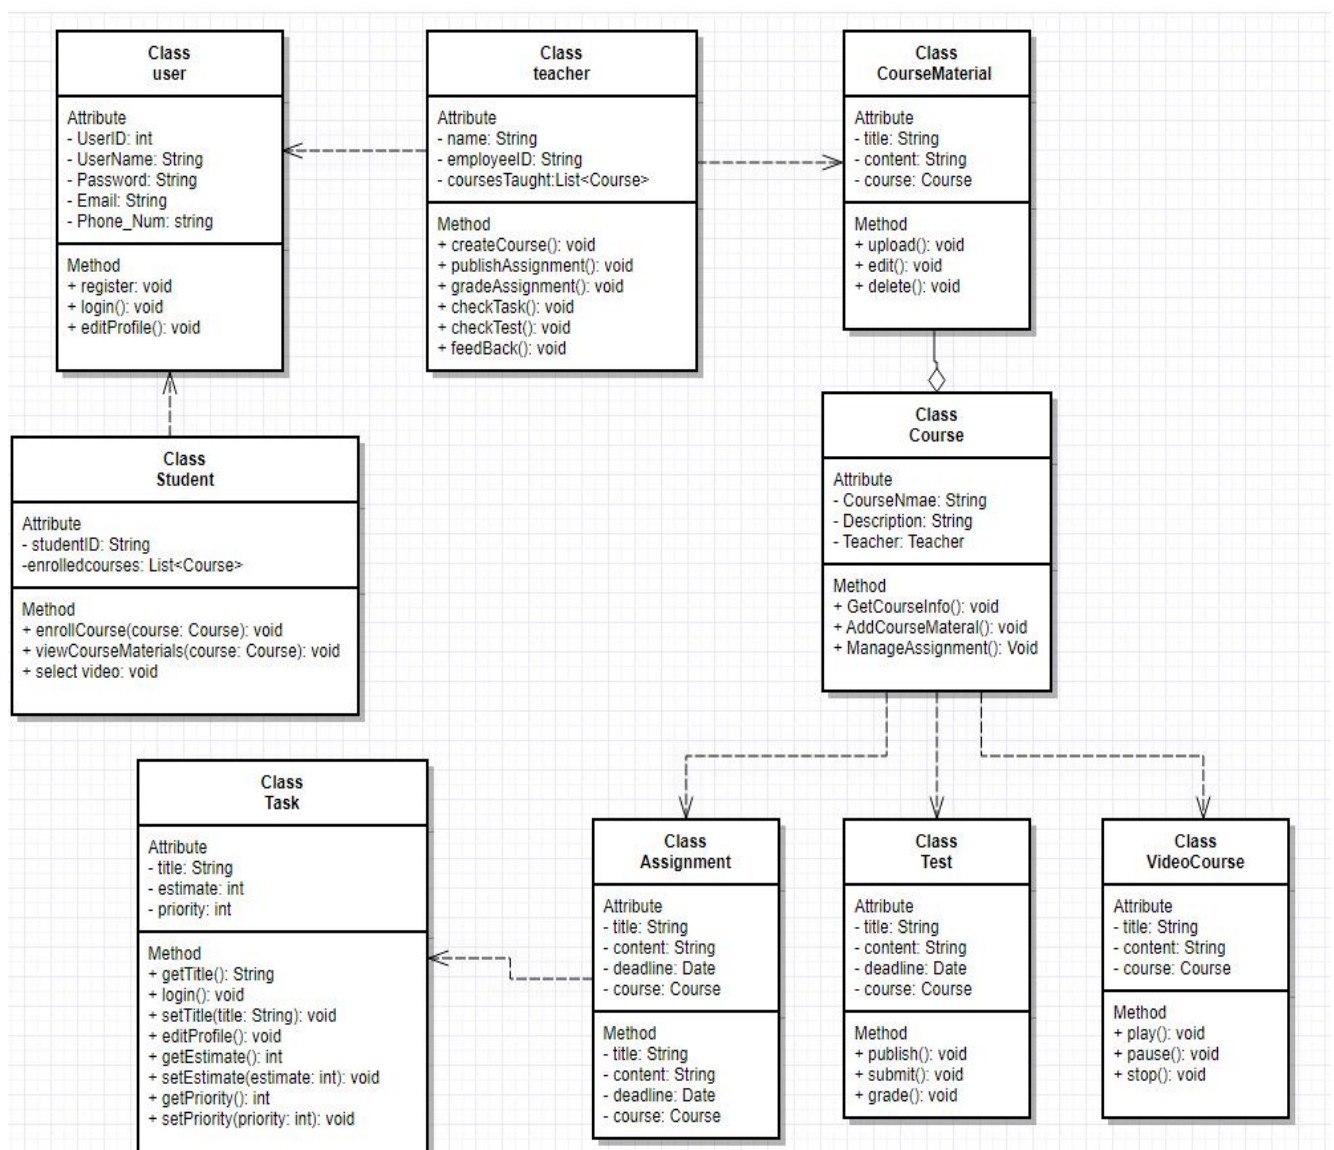 Class
user
Attribute
- UserID: int
- UserName: String
- Password: String
- Email: String
- Phone_Num: string
Method
+ register: void
+ login(): void
+ editProfile(): void
Class
teacher
Attribute
- name: String
- employeeID: String
- coursesTaught:List<Course>
Method
+ createCourse(): void
+ publishAssignment(): void
+ gradeAssignment(): void
+ checkTask(): void
+ checkTest(): void
+ feedBack(): void
Class
CourseMaterial
Attribute
- title: String
- content: String
- course: Course
Method
+ upload(): void
+ edit(): void
+ delete(): void
Class
Student
Attribute
- studentID: String
-enrolledcourses: List<Course>
Method
+ enrollCourse(course: Course): void
+ viewCourseMaterials(course: Course): void
+ select video: void
Class
Course
Attribute
- CourseNmae: String
- Description: String
- Teacher: Teacher
Method
+ GetCourseInfo(): void
+ AddCourseMateral(): void
+ ManageAssignment(): Void
Class
Task
Attribute
- title: String
- estimate: int
- priority: int
Method
+ getTitle(): String
+ login(): void
+ setTitle(title: String): void
+ editProfile(): void
+ getEstimate(): int
+ setEstimate(estimate: int): void
+ getPriority(): int
+ setPriority(priority: int): void
Class
Assignment
Attribute
- title: String
- content: String
- deadline: Date
- course: Course
Method
- title: String
- content: String
- deadline: Date
- course: Course
Class
Test
Attribute
- title: String
- content: String
- deadline: Date
- course: Course
Method
+ publish(): void
+ submit(): void
+ grade(): void
Class
VideoCourse
Attribute
- title: String
- content: String
- course: Course
Method
+ play(): void
+ pause(): void
+ stop(): void